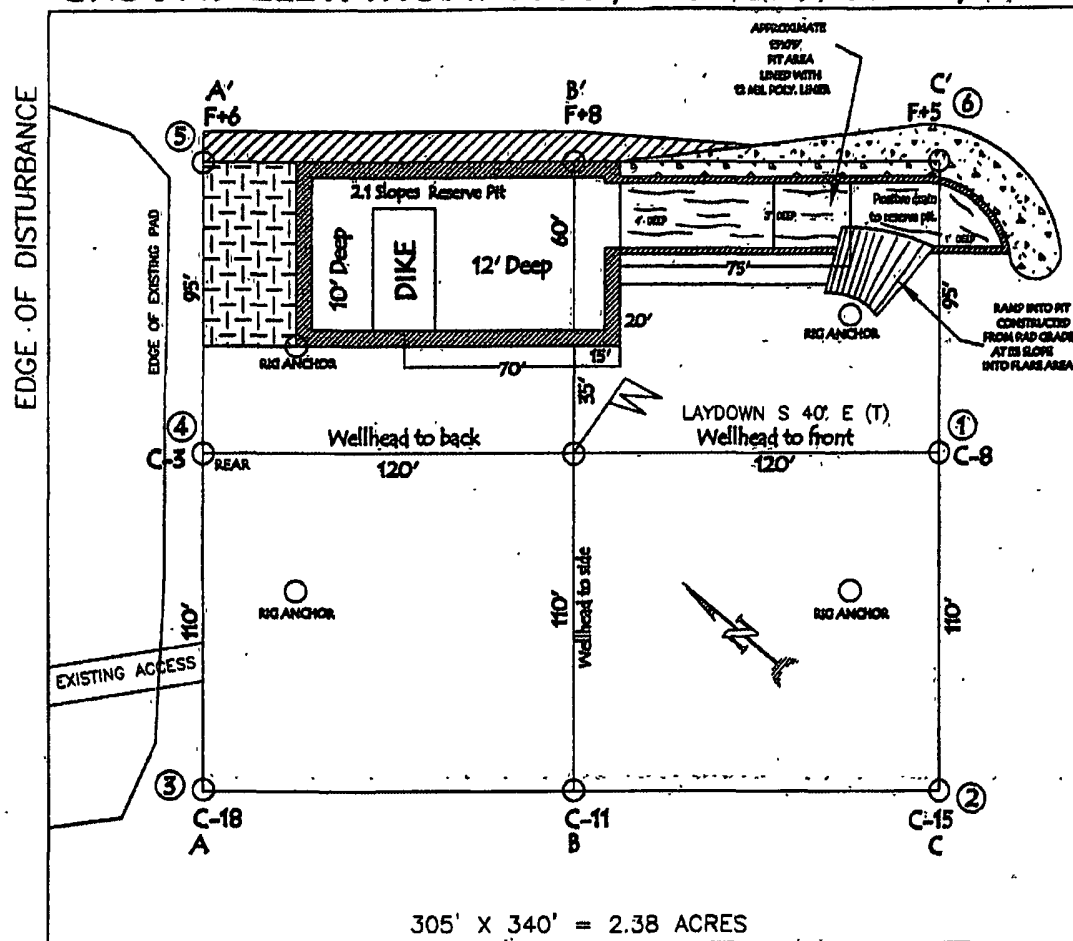 APPROXIMATE
PIT AREA
LINED WITH
12 MIL POLY. LINER
A'
F+6
B'
F+8
C'
F+5
6
5
EDGE OF DISTURBANCE
EDGE OF EXISTING PAD
2:1 Slopes Reserve Pit
10' Deep
DIKE
12' Deep
60'
4' DEEP
3' DEEP
Positive drain
to reserve pit.
1' DEEP
95'
75'
95'
20'
15'
70'
35'
RIG ANCHOR
RIG ANCHOR
RAMP INTO PIT
CONSTRUCTED
FROM PAD GRADE
INTO FLARE AREA
LAYDOWN S 40° E (T)
4
C-3
REAR
Wellhead to back
120'
Wellhead to front
120'
1
C-8
N
110'
RIG ANCHOR
110'
Wellhead to side
RIG ANCHOR
110'
N
EXISTING ACCESS
3
C-18
A
C-11
B
2
C-15
C
305' X 340' = 2.38 ACRES